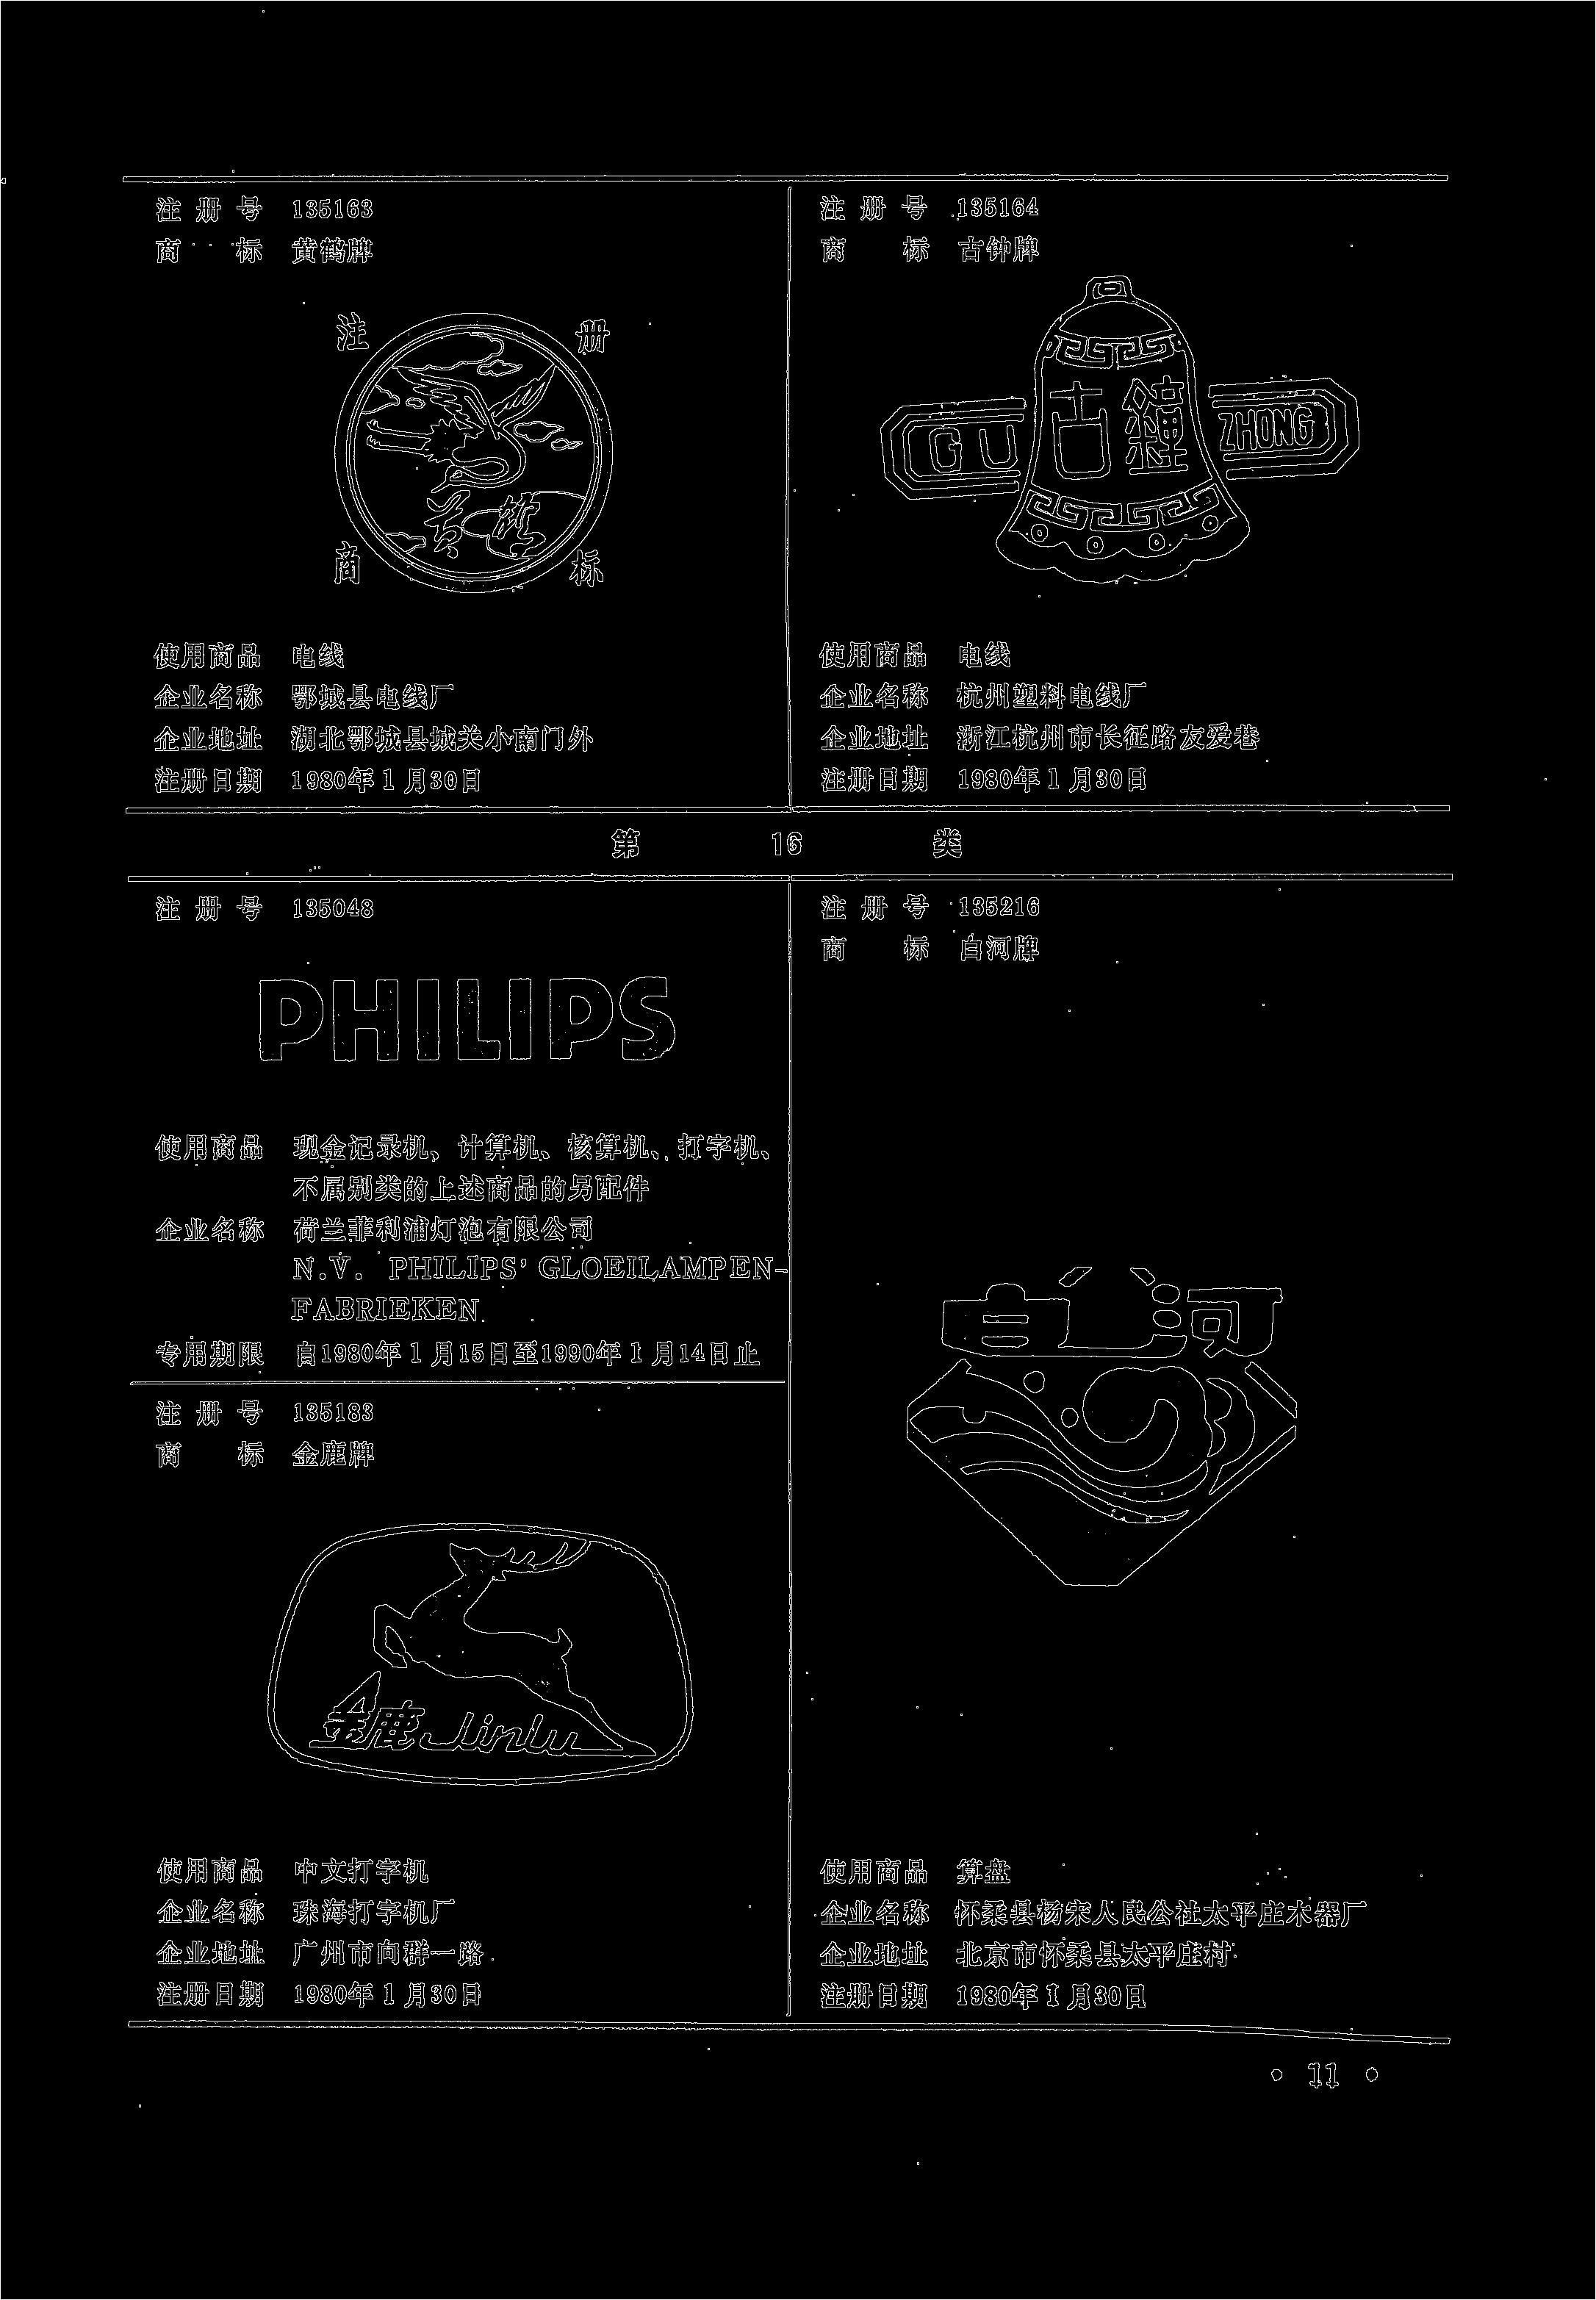 注册号 135163
商标 黄鹤牌
注册
黄鹤
商标
使用商品 电线
企业名称 鄂城县电线厂
企业地址 湖北鄂城县城关小南门外
注册日期 1980年1月30日
注册号 135164
商标 古钟牌
GU 古鐘 ZHONG
使用商品 电线
企业名称 杭州塑料电线厂
企业地址 浙江杭州市长征路友爱巷
注册日期 1980年1月30日
第 16 类
注册号 135048
PHILIPS
使用商品 现金记录机、计算机、核算机、打字机、
不属别类的上述商品的另配件
企业名称 荷兰菲利浦灯泡有限公司
N.V. PHILIPS' GLOEILAMPEN-
FABRIEKEN
专用期限 自1980年1月15日至1990年1月14日止
注册号 135183
商标 金鹿牌
金鹿 Jinlu
使用商品 中文打字机
企业名称 珠海打字机厂
企业地址 广州市向群一路
注册日期 1980年1月30日
注册号 135216
商标 白河牌
白河
使用商品 算盘
企业名称 怀柔县杨宋人民公社太平庄木器厂
企业地址 北京市怀柔县太平庄村
注册日期 1980年1月30日
11